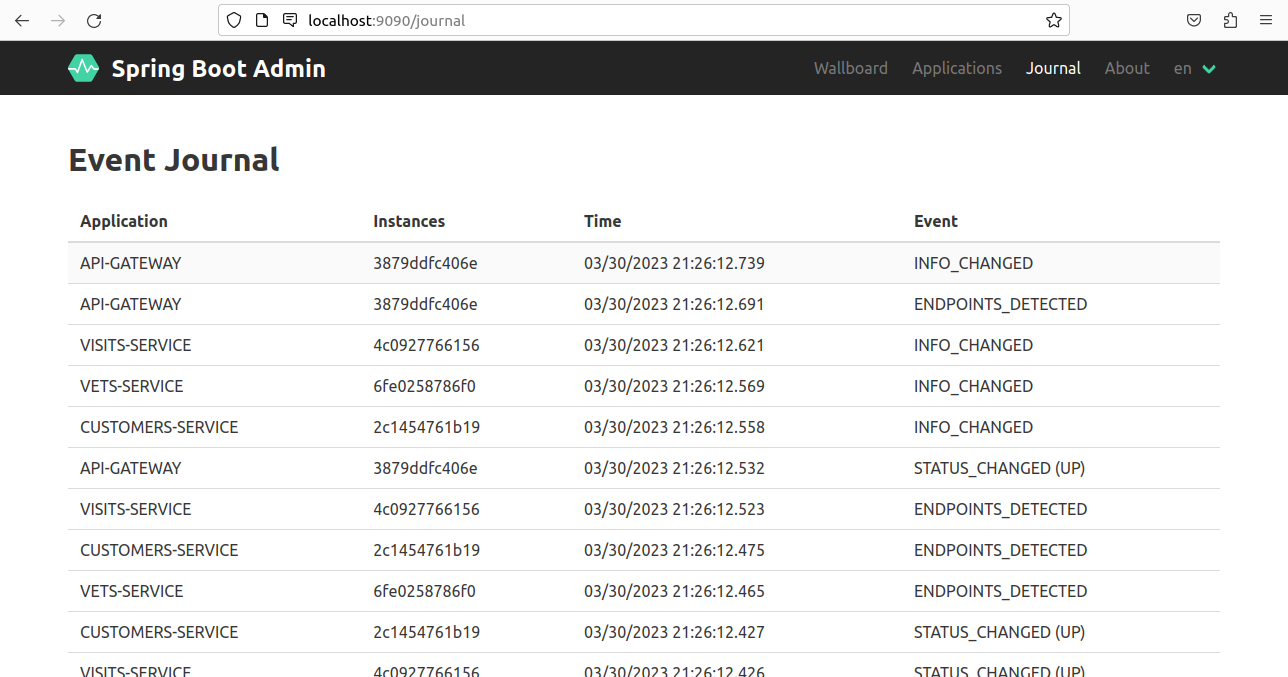 localhost:9090/journal
Spring Boot Admin Wallboard Applications Journal About en
Event Journal
Application Instances Time Event
API-GATEWAY 3879ddfc406e 03/30/2023 21:26:12.739 INFO_CHANGED
API-GATEWAY 3879ddfc406e 03/30/2023 21:26:12.691 ENDPOINTS_DETECTED
VISITS-SERVICE 4c0927766156 03/30/2023 21:26:12.621 INFO_CHANGED
VETS-SERVICE 6fe0258786f0 03/30/2023 21:26:12.569 INFO_CHANGED
CUSTOMERS-SERVICE 2c1454761b19 03/30/2023 21:26:12.558 INFO_CHANGED
API-GATEWAY 3879ddfc406e 03/30/2023 21:26:12.532 STATUS_CHANGED (UP)
VISITS-SERVICE 4c0927766156 03/30/2023 21:26:12.523 ENDPOINTS_DETECTED
CUSTOMERS-SERVICE 2c1454761b19 03/30/2023 21:26:12.475 ENDPOINTS_DETECTED
VETS-SERVICE 6fe0258786f0 03/30/2023 21:26:12.465 ENDPOINTS_DETECTED
CUSTOMERS-SERVICE 2c1454761b19 03/30/2023 21:26:12.427 STATUS_CHANGED (UP)
VISITS-SERVICE 4c0927766156 03/30/2023 21:26:12.426 STATUS_CHANGED (UP)